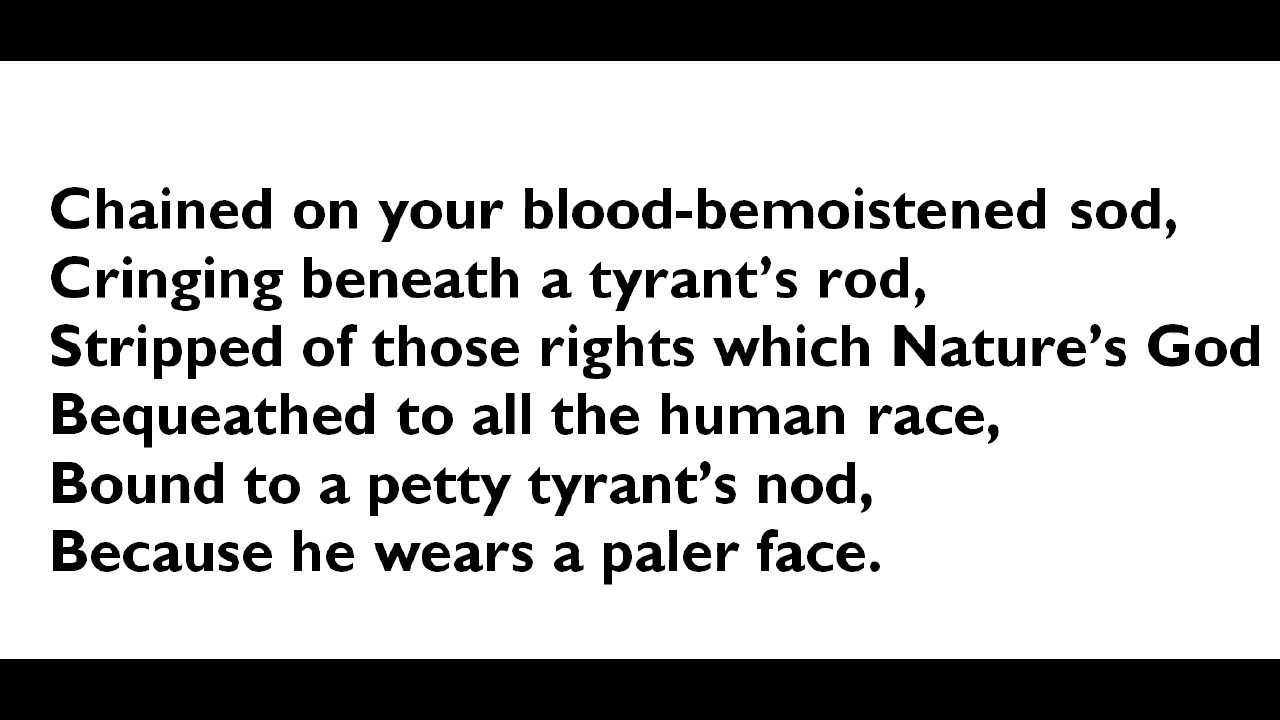 Chained on your blood-bemoistened sod,
Cringing beneath a tyrant’s rod,
Stripped of those rights which Nature’s God
Bequeathed to all the human race,
Bound to a petty tyrant’s nod,
Because he wears a paler face.